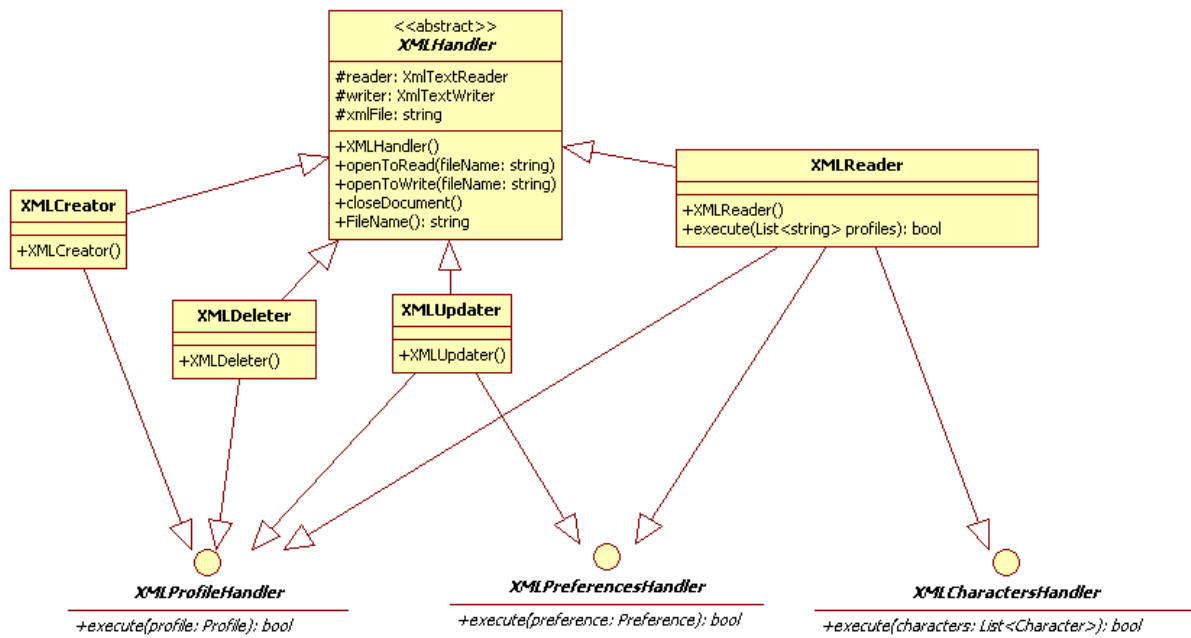 <<abstract>>
XMLHandler
#reader: XmlTextReader
#writer: XmlTextWriter
#xmlFile: string
+XMLHandler()
+openToRead(fileName: string)
+openToWrite(fileName: string)
+closeDocument()
+FileName(): string
XMLReader
+XMLReader()
+execute(List<string> profiles): bool
XMLCreator
+XMLCreator()
XMLDeleter
+XMLDeleter()
XMLUpdater
+XMLUpdater()
XMLProfileHandler
+execute(profile: Profile): bool
XMLPreferencesHandler
+execute(preference: Preference): bool
XMLCharactersHandler
+execute(characters: List<Character>): bool